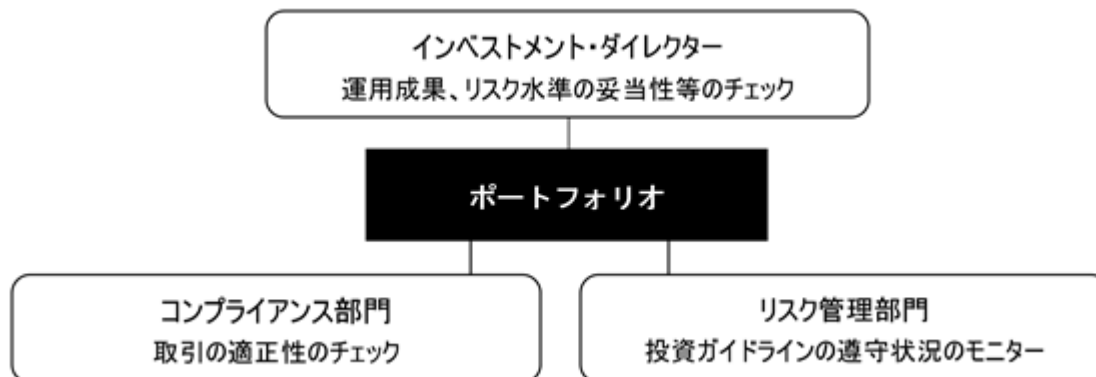 インベストメント・ダイレクター
運用成果、リスク水準の妥当性等のチェック
ポートフォリオ
コンプライアンス部門
取引の適正性のチェック
リスク管理部門
投資ガイドラインの遵守状況のモニター